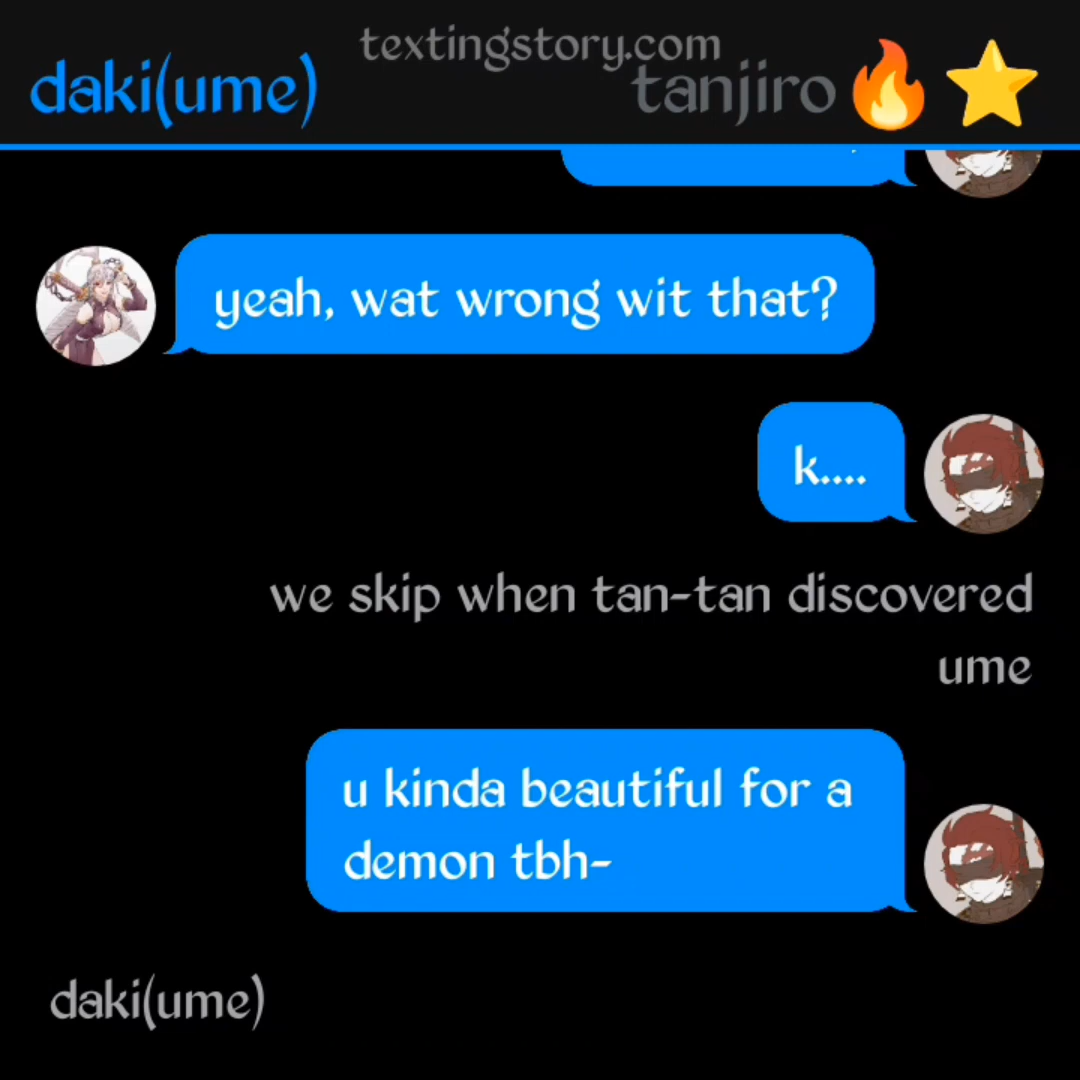 textingstory.com
daki(ume)
tanjiro🔥⭐
yeah, wat wrong wit that?
k....
we skip when tan-tan discovered
ume
u kinda beautiful for a
demon tbh-
daki(ume)